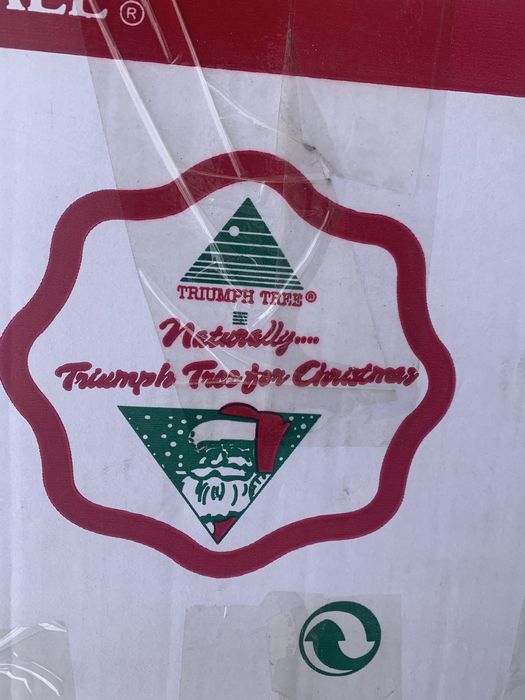 ®
TRIUMPH TREE®
Naturally....
Triumph Tree for Christmas